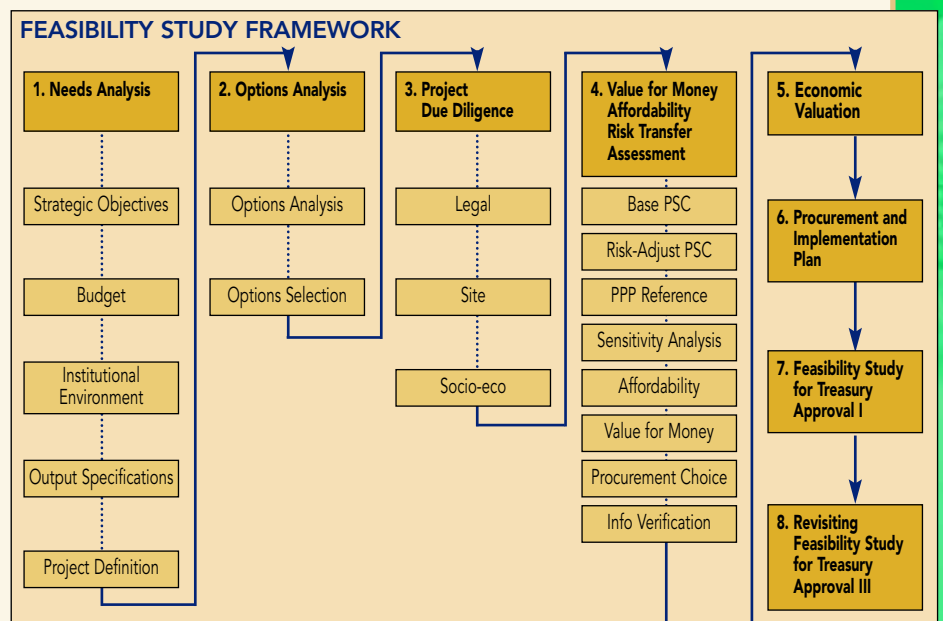 FEASIBILITY STUDY FRAMEWORK
1. Needs Analysis
Strategic Objectives
Budget
Institutional
Environment
Output Specifications
Project Definition
2. Options Analysis
Options Analysis
Options Selection
3. Project
Due Diligence
Legal
Site
Socio-eco
4. Value for Money
Affordability
Risk Transfer
Assessment
Base PSC
Risk-Adjust PSC
PPP Reference
Sensitivity Analysis
Affordability
Value for Money
Procurement Choice
Info Verification
5. Economic
Valuation
6. Procurement and
Implementation
Plan
7. Feasibility Study
for Treasury
Approval I
8. Revisiting
Feasibility Study
for Treasury
Approval III